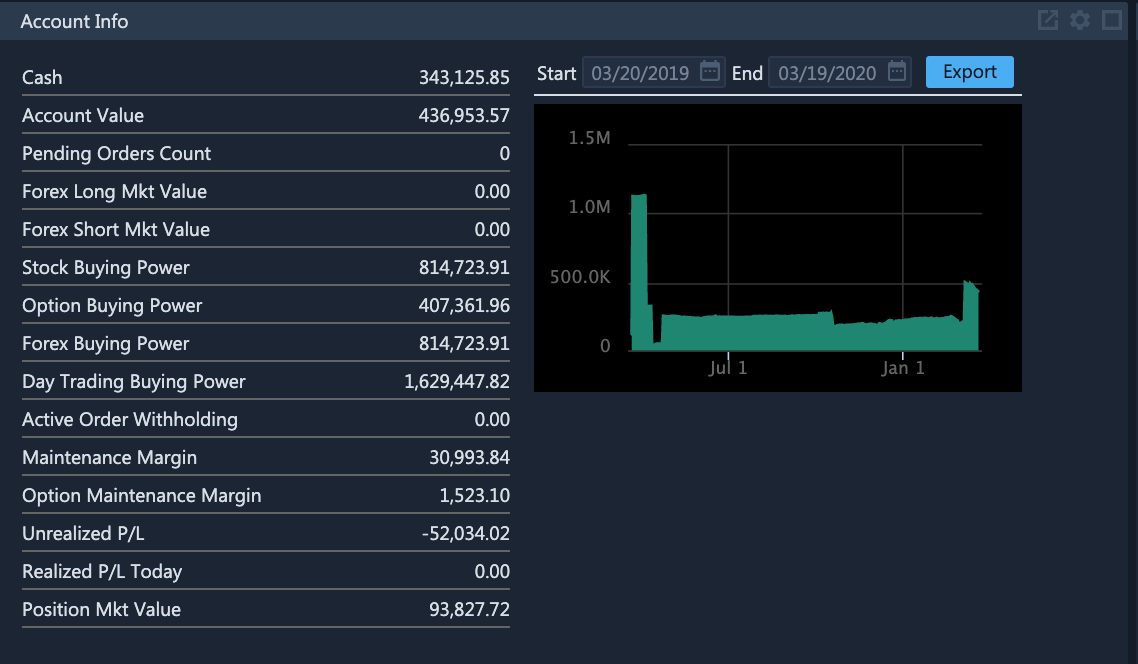 Account Info
Cash 343,125.85
Account Value 436,953.57
Pending Orders Count 0
Forex Long Mkt Value 0.00
Forex Short Mkt Value 0.00
Stock Buying Power 814,723.91
Option Buying Power 407,361.96
Forex Buying Power 814,723.91
Day Trading Buying Power 1,629,447.82
Active Order Withholding 0.00
Maintenance Margin 30,993.84
Option Maintenance Margin 1,523.10
Unrealized P/L -52,034.02
Realized P/L Today 0.00
Position Mkt Value 93,827.72
Start 03/20/2019 End 03/19/2020 Export
1.5M
1.0M
500.0K
0
Jul 1 Jan 1